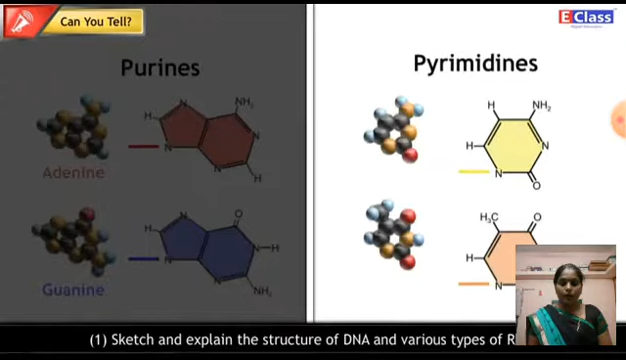 Can You Tell?
E Class
Purines
Pyrimidines
H
N
NH₂
N
N
N
H
Adenine
H
NH₂
H
N
N
O
H
N
O
N—H
N
N
NH₂
Guanine
H₃C
O
H
N
(1) Sketch and explain the structure of DNA and various types of R